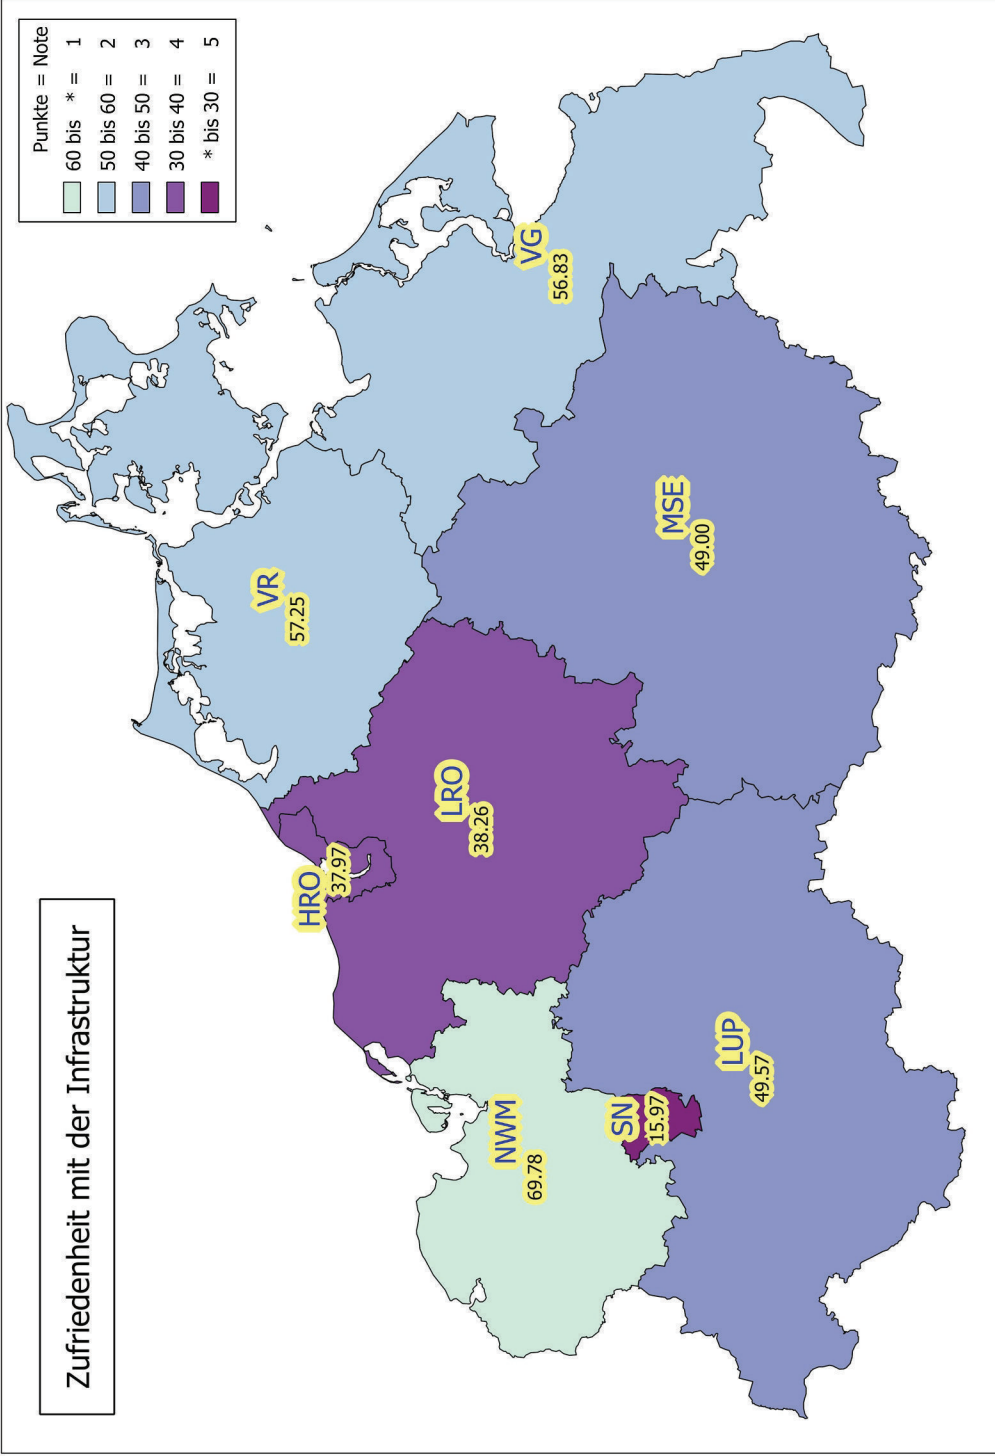 Zufriedenheit mit der Infrastruktur
Punkte = Note
60 bis * = 1
50 bis 60 = 2
40 bis 50 = 3
30 bis 40 = 4
* bis 30 = 5
VR
57.25
HRO
37.97
LRO
38.26
VG
56.83
NWM
69.78
SN
15.97
MSE
49.00
LUP
49.57